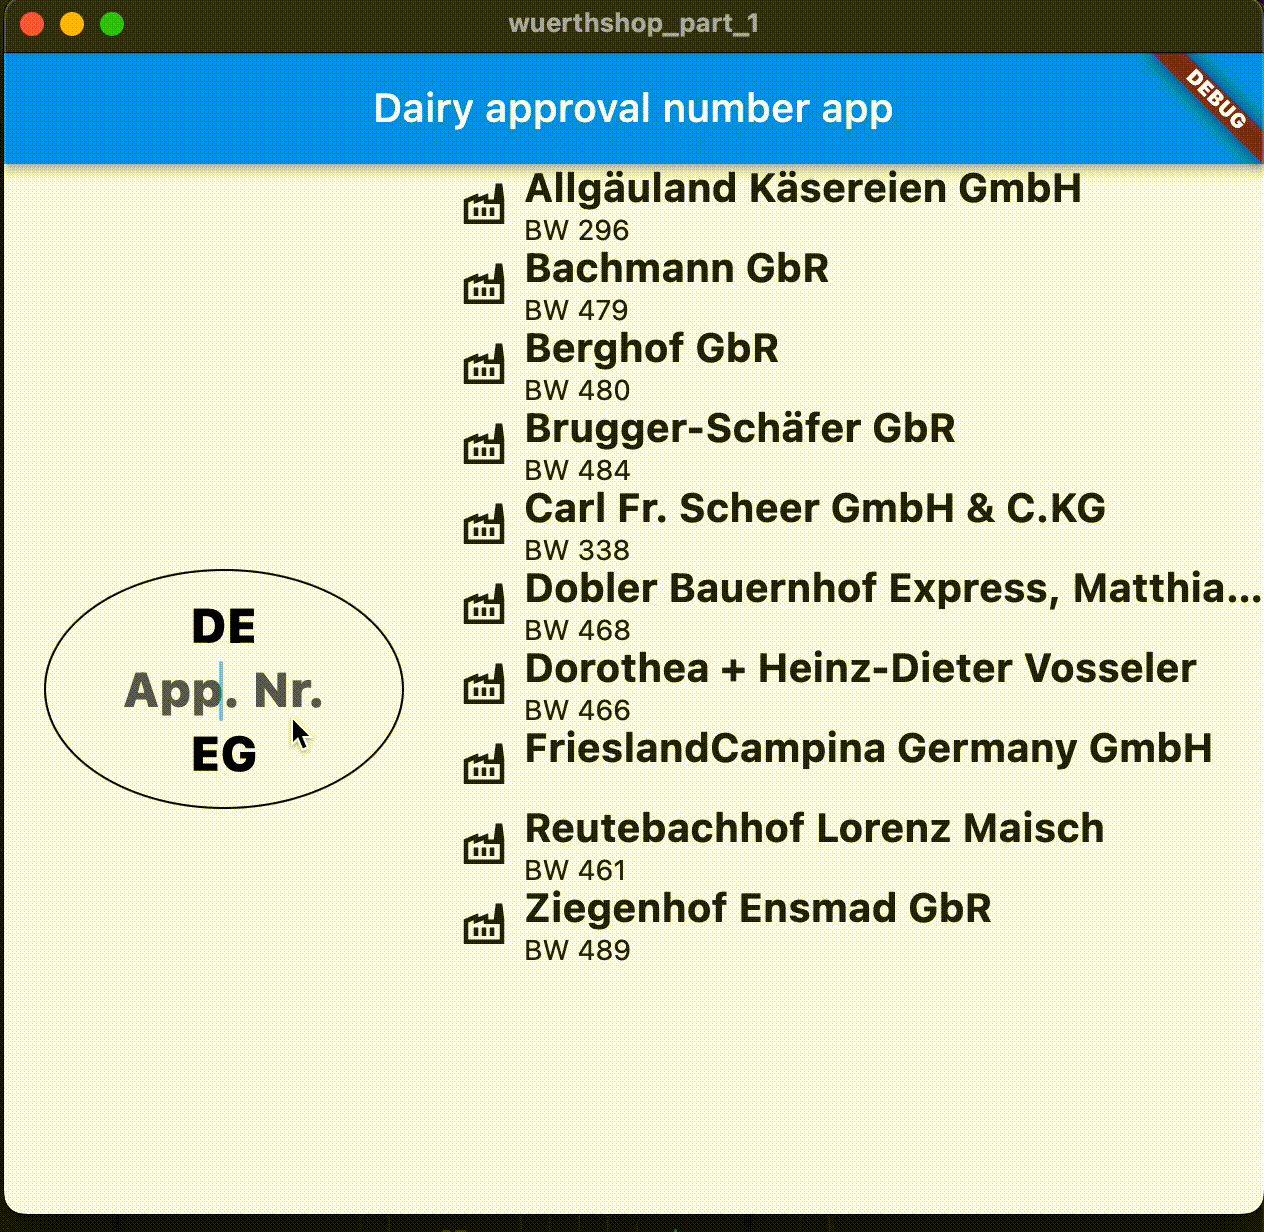 wuerthshop_part_1
Dairy approval number app
DEBUG
Allgäuland Käsereien GmbH
BW 296
Bachmann GbR
BW 479
Berghof GbR
BW 480
Brugger-Schäfer GbR
BW 484
Carl Fr. Scheer GmbH & C.KG
BW 338
Dobler Bauernhof Express, Matthia...
BW 468
Dorothea + Heinz-Dieter Vosseler
BW 466
FrieslandCampina Germany GmbH
Reutebachhof Lorenz Maisch
BW 461
Ziegenhof Ensmad GbR
BW 489
DE
App. Nr.
EG